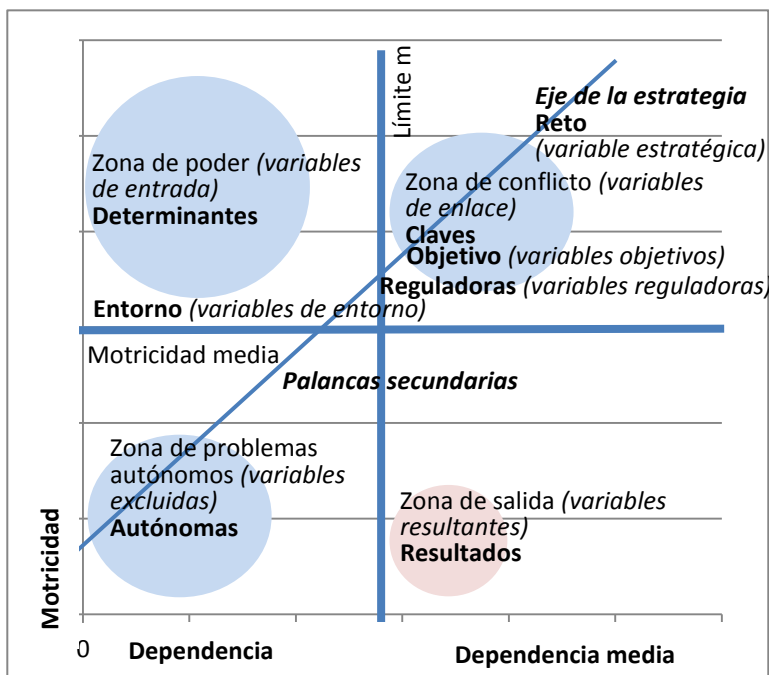 Límite m
Eje de la estrategia
Reto
(variable estratégica)
Zona de poder (variables
de entrada)
Determinantes
Zona de conflicto (variables
de enlace)
Claves
Objetivo (variables objetivos)
Reguladoras (variables reguladoras)
Entorno (variables de entorno)
Motricidad media
Palancas secundarias
Zona de problemas
autónomos (variables
excluidas)
Autónomas
Zona de salida (variables
resultantes)
Resultados
Motricidad
0
Dependencia
Dependencia media